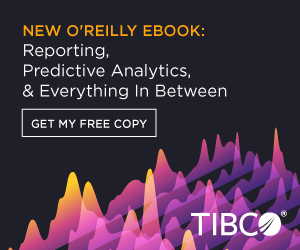 NEW O'REILLY EBOOK:
Reporting,
Predictive Analytics,
& Everything In Between
GET MY FREE COPY
TIBCO®